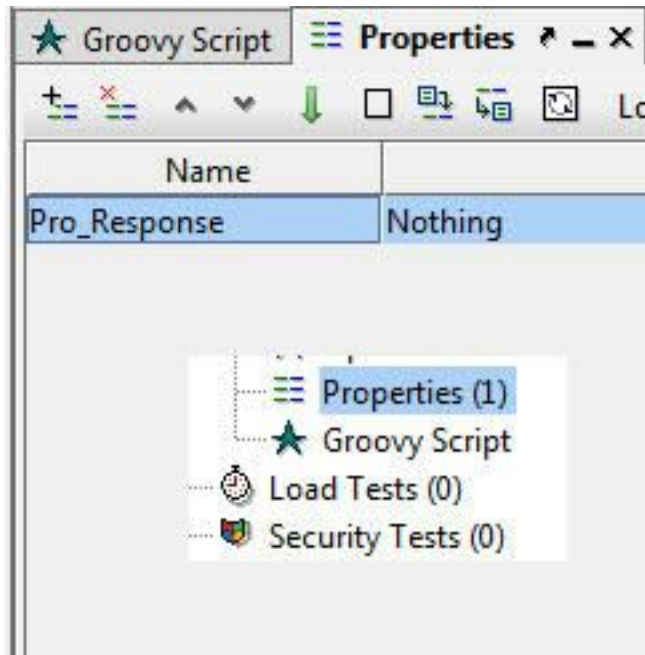 Groovy Script Properties
Lo
Name
Pro_Response Nothing
Properties (1)
Groovy Script
Load Tests (0)
Security Tests (0)